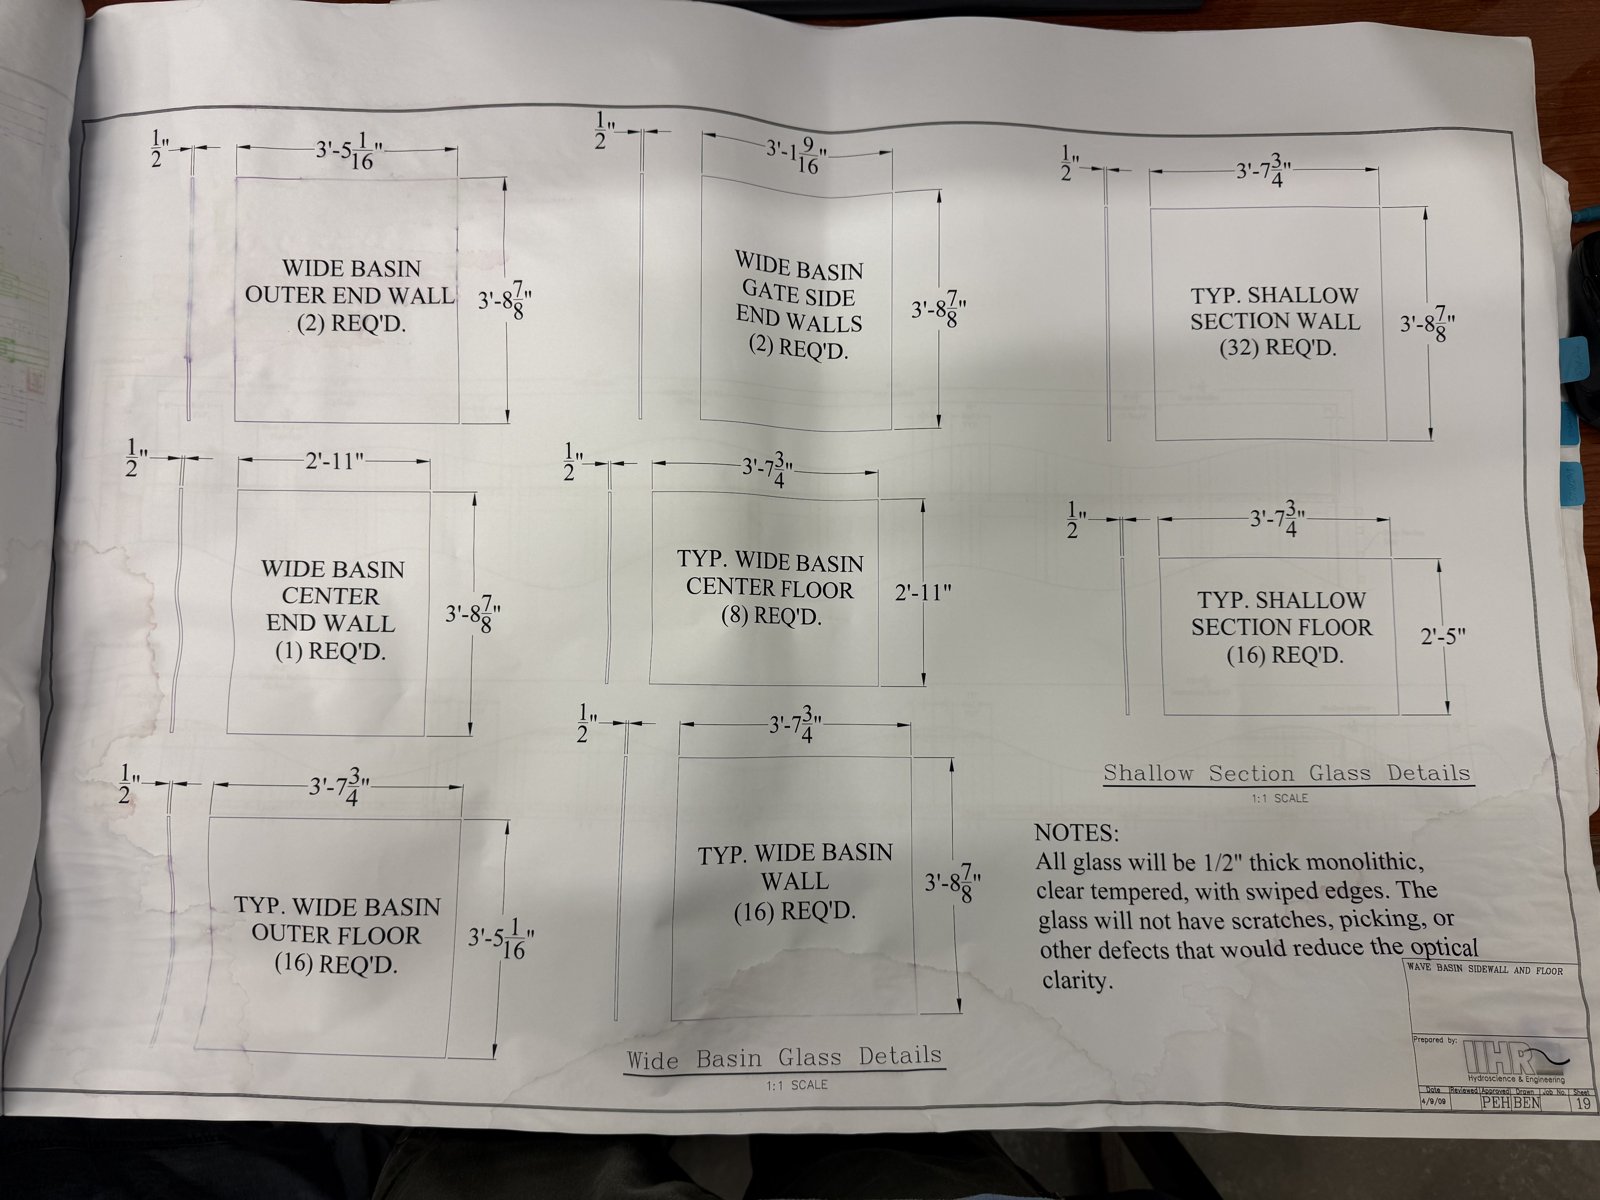 1/2"
3'-5 1/16"
WIDE BASIN
OUTER END WALL
(2) REQ'D.
3'-8 7/8"
1/2"
3'-1 9/16"
WIDE BASIN
GATE SIDE
END WALLS
(2) REQ'D.
3'-8 7/8"
1/2"
3'-7 3/4"
TYP. SHALLOW
SECTION WALL
(32) REQ'D.
3'-8 7/8"
1/2"
2'-11"
WIDE BASIN
CENTER
END WALL
(1) REQ'D.
3'-8 7/8"
1/2"
3'-7 3/4"
TYP. WIDE BASIN
CENTER FLOOR
(8) REQ'D.
2'-11"
1/2"
3'-7 3/4"
TYP. SHALLOW
SECTION FLOOR
(16) REQ'D.
2'-5"
Shallow Section Glass Details
1:1 SCALE
1/2"
3'-7 3/4"
TYP. WIDE BASIN
OUTER FLOOR
(16) REQ'D.
3'-5 1/16"
1/2"
3'-7 3/4"
TYP. WIDE BASIN
WALL
(16) REQ'D.
3'-8 7/8"
Wide Basin Glass Details
1:1 SCALE
NOTES:
All glass will be 1/2" thick monolithic,
clear tempered, with swiped edges. The
glass will not have scratches, picking, or
other defects that would reduce the optical
clarity.
WAVE BASIN SIDEWALL AND FLOOR
Prepared by:
IIHR
Hydroscience & Engineering
Date Reviewed Approved Drawn Job No. Sheet
4/9/09 PEH BEN 19